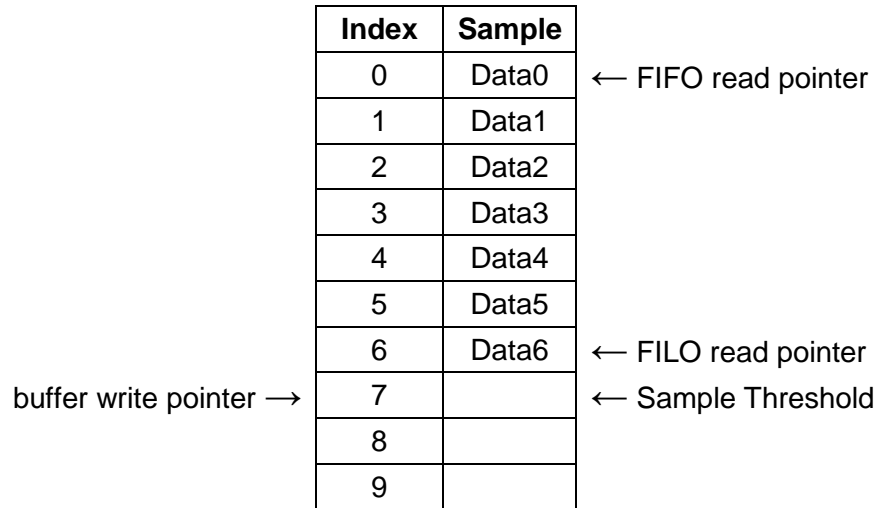 Index Sample
0 Data0 ← FIFO read pointer
1 Data1
2 Data2
3 Data3
4 Data4
5 Data5
6 Data6 ← FILO read pointer
buffer write pointer → 7 ← Sample Threshold
8
9